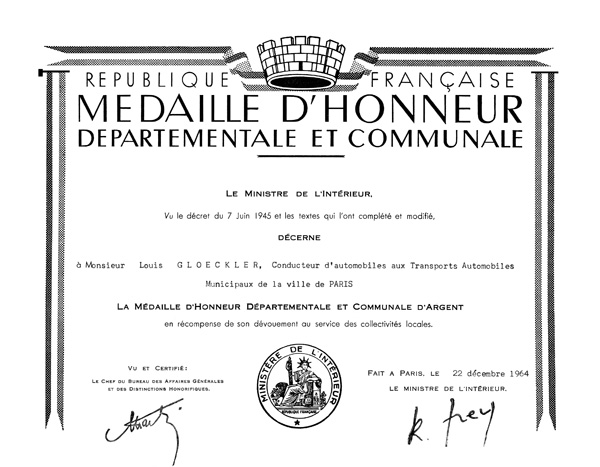 REPUBLIQUE FRANÇAISE
MEDAILLE D'HONNEUR
DEPARTEMENTALE ET COMMUNALE
LE MINISTRE DE L'INTÉRIEUR,
Vu le décret du 7 Juin 1945 et les textes qui l'ont complété et modifié,
DÉCERNE
à Monsieur Louis GLOECKLER, Conducteur d'automobiles aux Transports Automobiles
Municipaux de la ville de PARIS
LA MÉDAILLE D'HONNEUR DÉPARTEMENTALE ET COMMUNALE D'ARGENT
en récompense de son dévouement au service des collectivités locales.
VU ET CERTIFIÉ:
LE CHEF DU BUREAU DES AFFAIRES GÉNÉRALES
ET DES DISTINCTIONS HONORIFIQUES.
MINISTÈRE DE L'INTÉRIEUR
RÉPUBLIQUE FRANÇAISE
FAIT A PARIS. LE 22 décembre 1964
LE MINISTRE DE L'INTÉRIEUR.
R. Frey